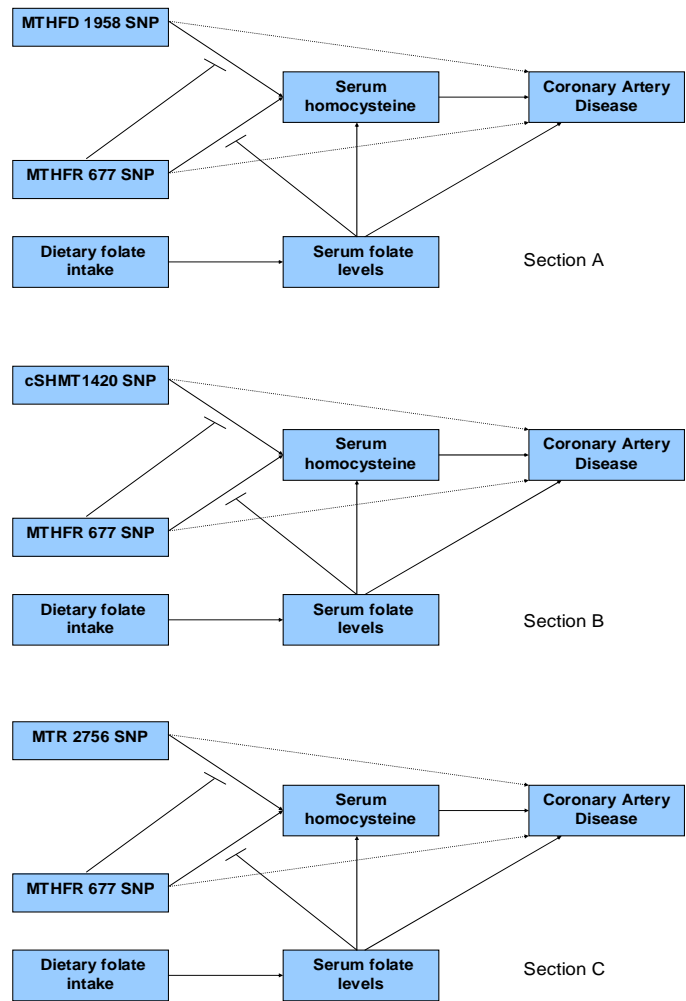 MTHFD 1958 SNP
Serum
homocysteine
Coronary Artery
Disease
MTHFR 677 SNP
Dietary folate
intake
Serum folate
levels
Section A
cSHMT1420 SNP
Serum
homocysteine
Coronary Artery
Disease
MTHFR 677 SNP
Dietary folate
intake
Serum folate
levels
Section B
MTR 2756 SNP
Serum
homocysteine
Coronary Artery
Disease
MTHFR 677 SNP
Dietary folate
intake
Serum folate
levels
Section C